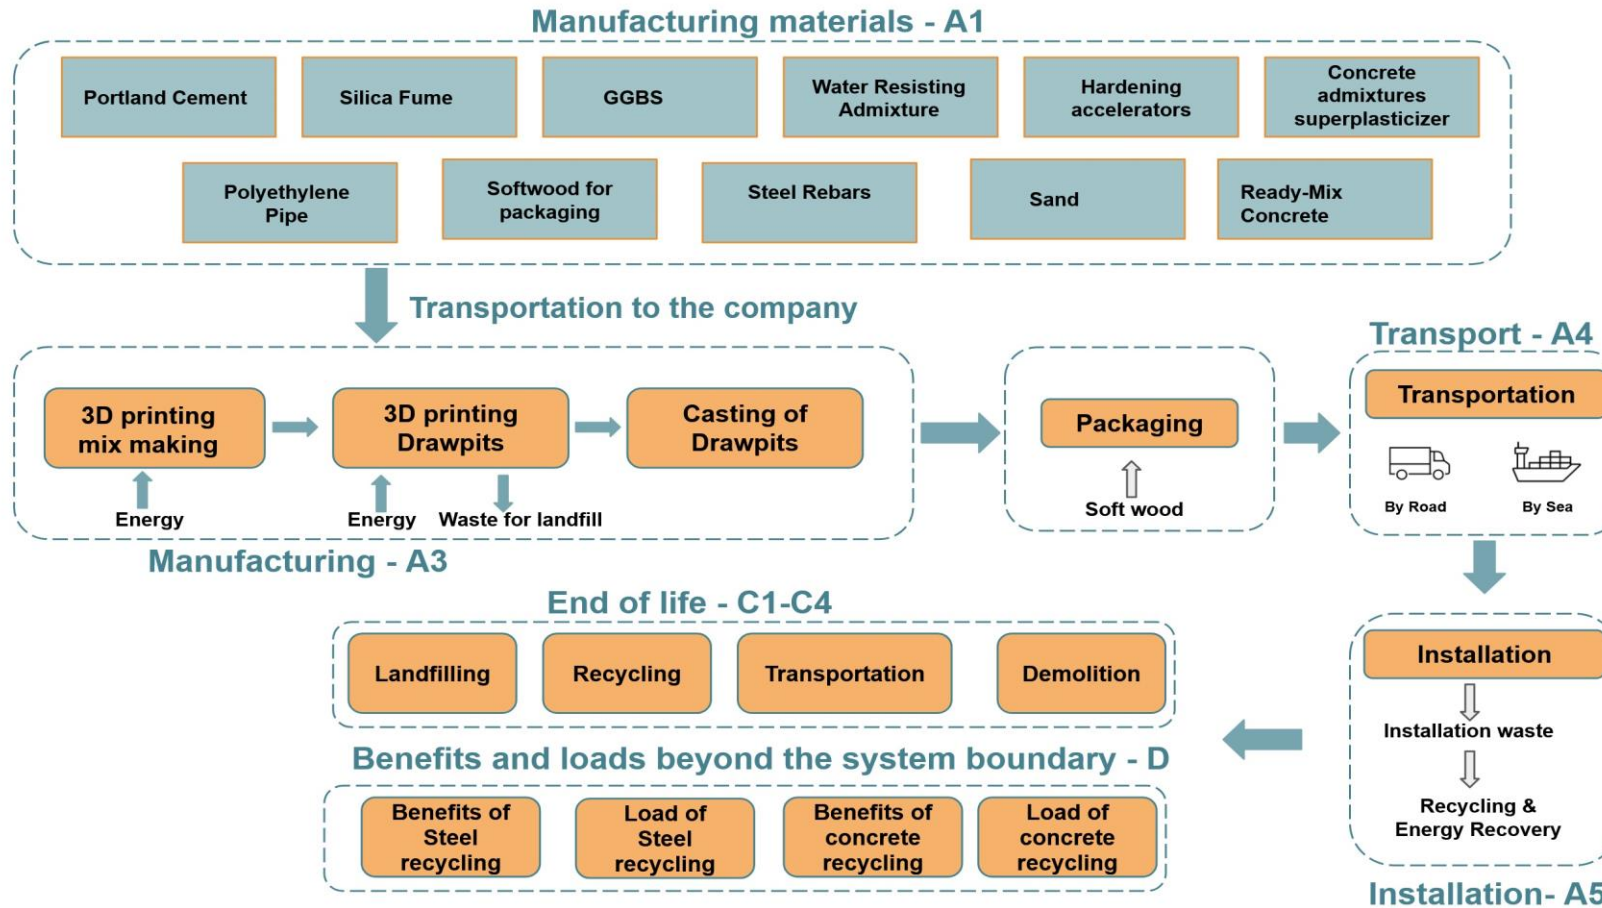 Manufacturing materials - A1
Portland Cement
Silica Fume
GGBS
Water Resisting
Admixture
Hardening
accelerators
Concrete
admixtures
superplasticizer
Polyethylene
Pipe
Softwood for
packaging
Steel Rebars
Sand
Ready-Mix
Concrete
Transportation to the company
3D printing
mix making
3D printing
Drawpits
Casting of
Drawpits
Energy
Energy
Waste for landfill
Manufacturing - A3
Packaging
Soft wood
Transport - A4
Transportation
By Road
By Sea
Installation
Installation waste
Recycling &
Energy Recovery
Installation- A5
End of life - C1-C4
Landfilling
Recycling
Transportation
Demolition
Benefits and loads beyond the system boundary - D
Benefits of
Steel
recycling
Load of
Steel
recycling
Benefits of
concrete
recycling
Load of
concrete
recycling